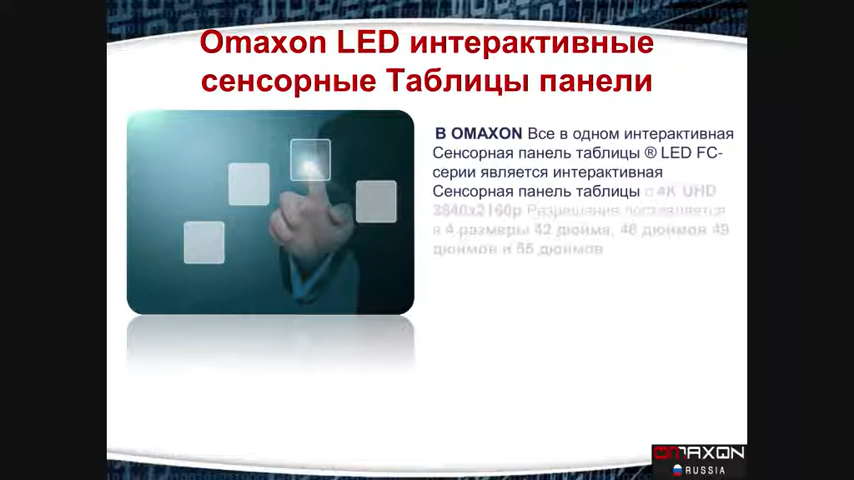 Omaxon LED интерактивные
сенсорные Таблицы панели
В OMAXON Все в одном интерактивная
Сенсорная панель таблицы ® LED FC-
серии является интерактивная
Сенсорная панель таблицы с 4K UHD
3840x2160p Разрешения поставляется
в 4 размеры 42 дюйма, 46 дюймов 49
дюймов и 55 дюймов
OMAXON
RUSSIA